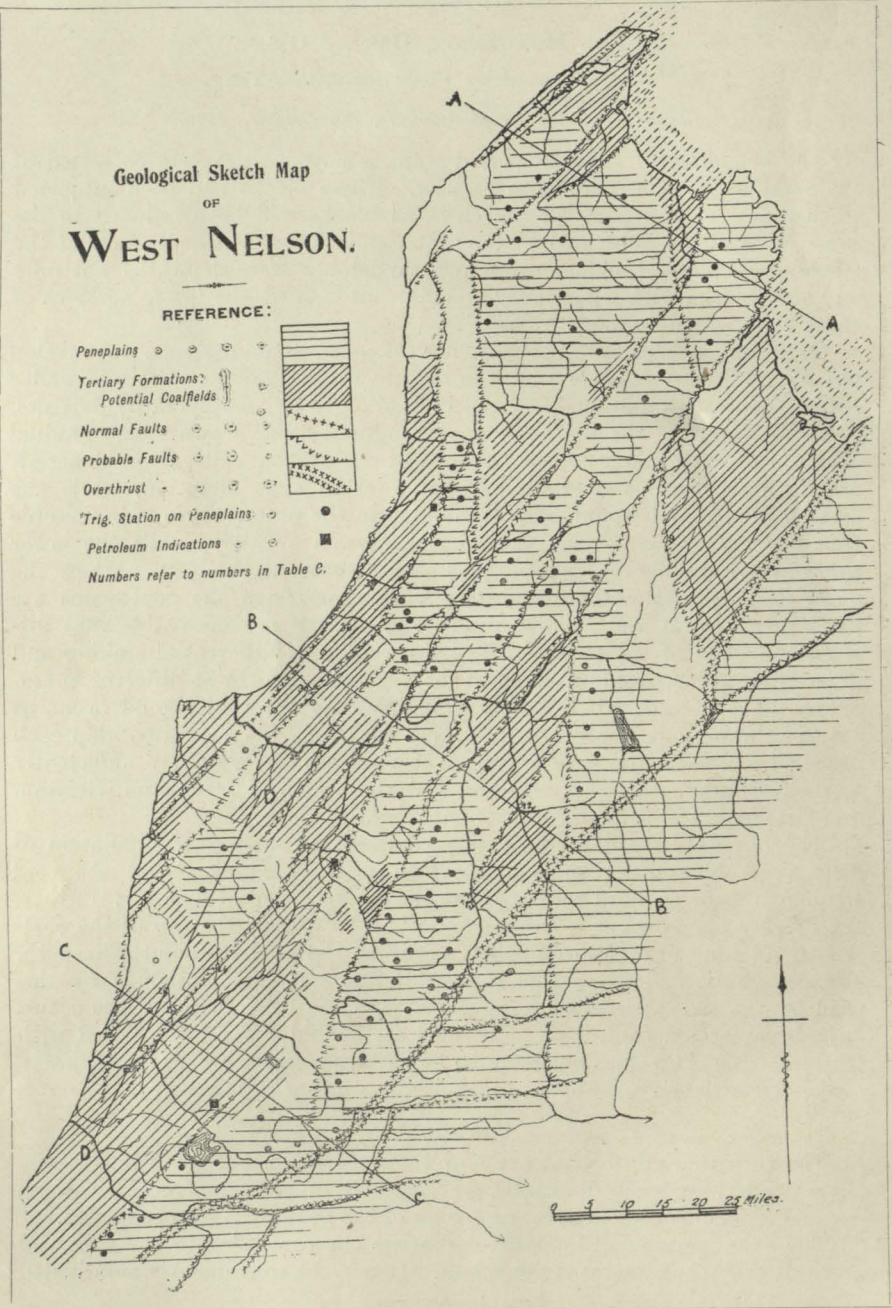 Geological Sketch Map
OF
WEST NELSON.
REFERENCE:
Peneplains
Tertiary Formations:
Potential Coalfields
Normal Faults
Probable Faults
Overthrust
Trig. Station on Peneplains
Petroleum Indications
Numbers refer to numbers in Table C.
A
A
B
B
C
C
D
D
0 5 10 15 20 25 Miles.